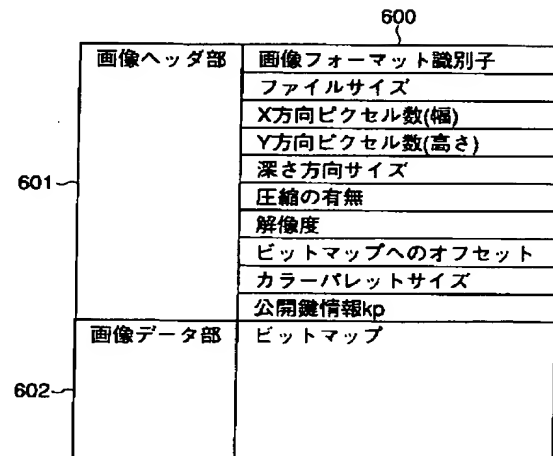 600
画像ヘッダ部 画像フォーマット識別子
ファイルサイズ
X方向ピクセル数(幅)
Y方向ピクセル数(高さ)
深さ方向サイズ
601
圧縮の有無
解像度
ビットマップへのオフセット
カラーパレットサイズ
公開鍵情報kp
画像データ部 ビットマップ
602